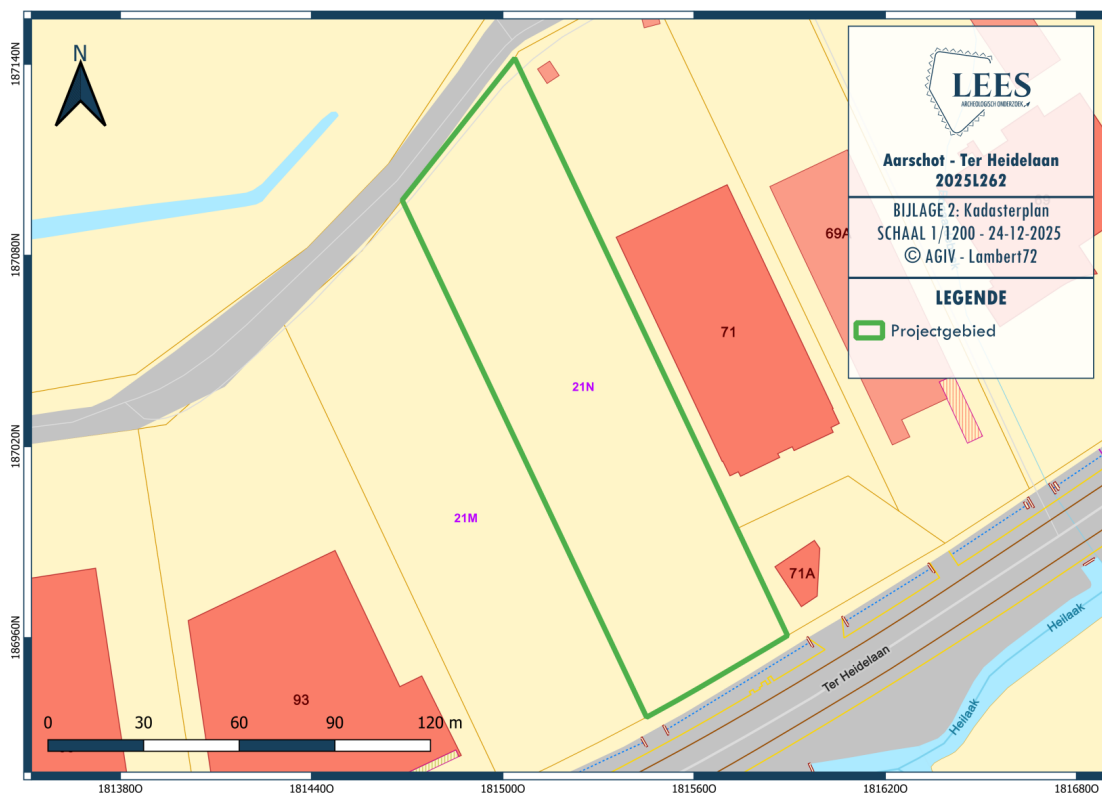 N
187140N
187080N
187020N
186960N
LEES
ARCHEOLOGISCH ONDERZOEK
Aarschot - Ter Heidelaan
2025L262
BIJLAGE 2: Kadasterplan
SCHAAL 1/1200 - 24-12-2025
© AGIV - Lambert72
LEGENDE
Projectgebied
69A
71
21N
21M
71A
93
Ter Heidelaan
Heilaak
Heilaak
0 30 60 90 120 m
181380O 181440O 181500O 181560O 181620O 181680O